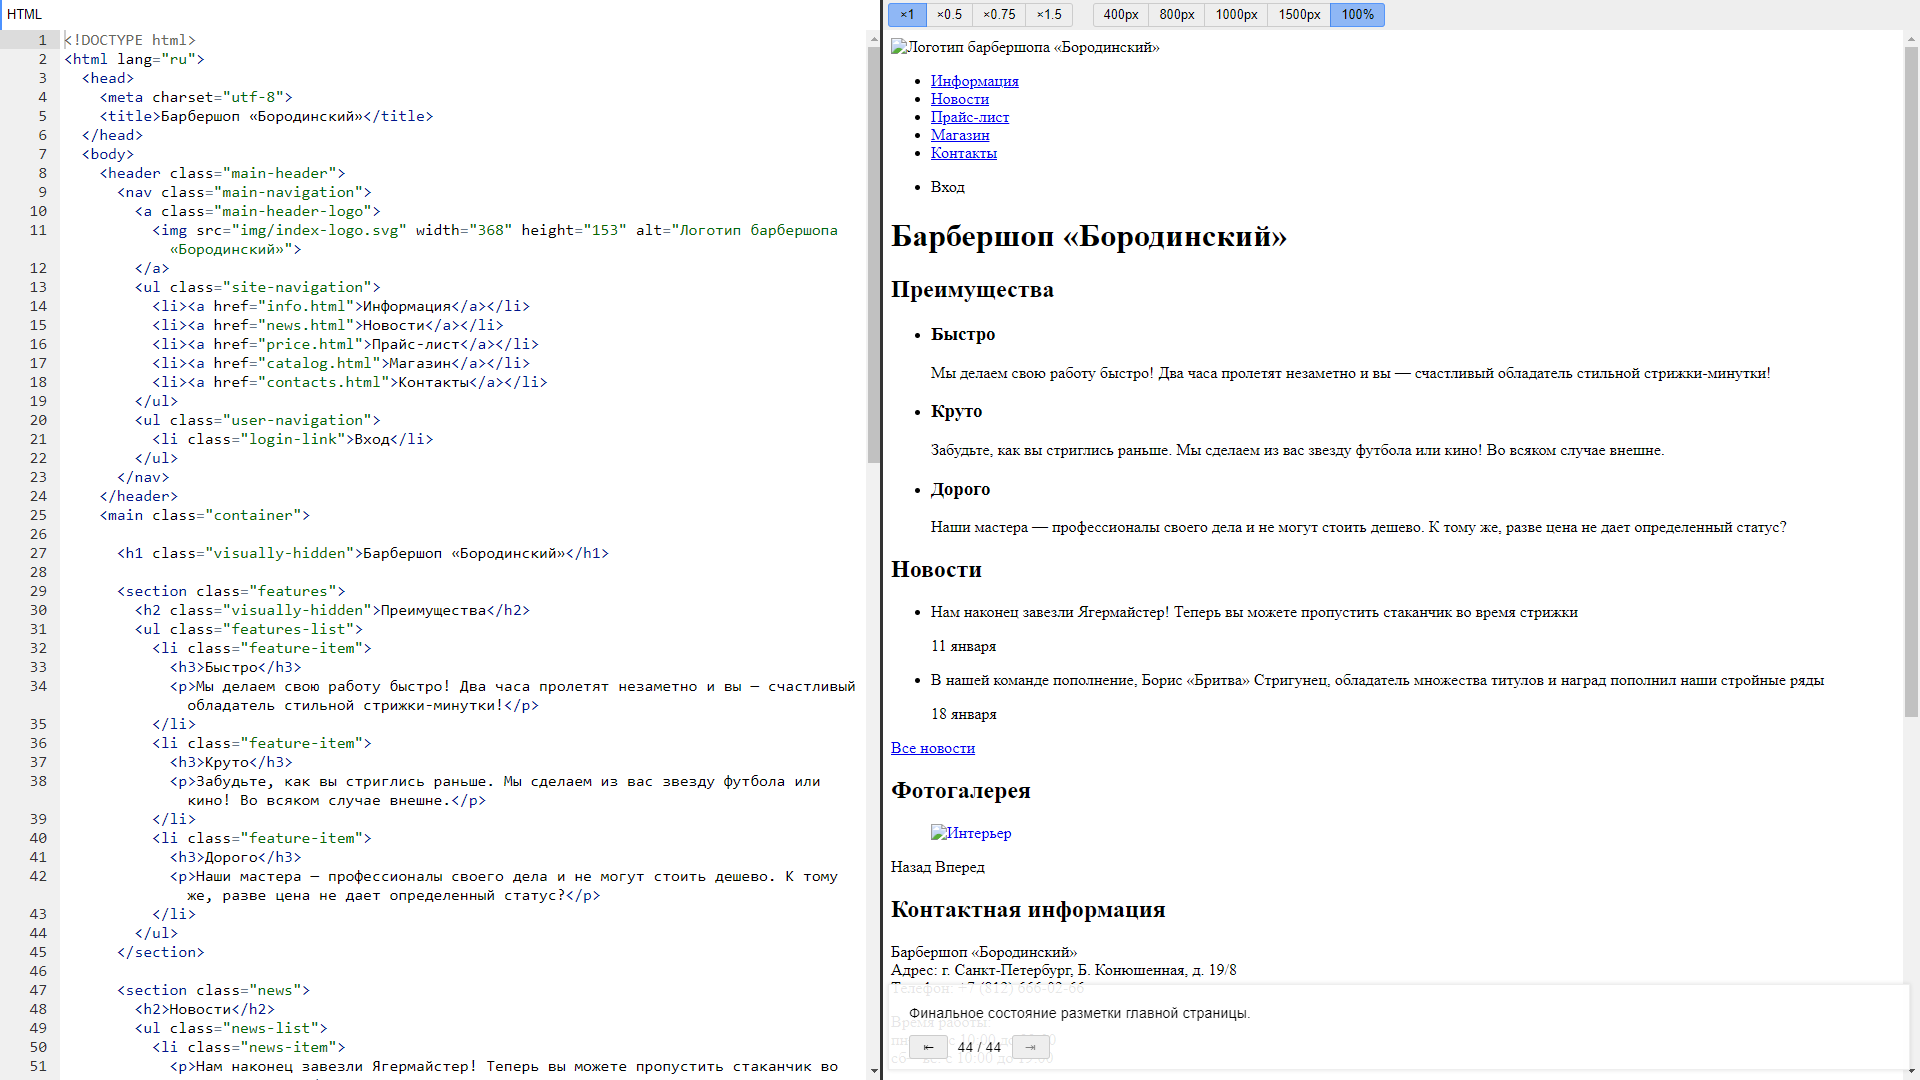 HTML
1 <!DOCTYPE html>
2 <html lang="ru">
3 <head>
4 <meta charset="utf-8">
5 <title>Барбершоп «Бородинский»</title>
6 </head>
7 <body>
8 <header class="main-header">
9 <nav class="main-navigation">
10 <a class="main-header-logo">
11 <img src="img/index-logo.svg" width="368" height="153" alt="Логотип барбершопа
«Бородинский»">
12 </a>
13 <ul class="site-navigation">
14 <li><a href="info.html">Информация</a></li>
15 <li><a href="news.html">Новости</a></li>
16 <li><a href="price.html">Прайс-лист</a></li>
17 <li><a href="catalog.html">Магазин</a></li>
18 <li><a href="contacts.html">Контакты</a></li>
19 </ul>
20 <ul class="user-navigation">
21 <li class="login-link">Вход</li>
22 </ul>
23 </nav>
24 </header>
25 <main class="container">
26
27 <h1 class="visually-hidden">Барбершоп «Бородинский»</h1>
28
29 <section class="features">
30 <h2 class="visually-hidden">Преимущества</h2>
31 <ul class="features-list">
32 <li class="feature-item">
33 <h3>Быстро</h3>
34 <p>Мы делаем свою работу быстро! Два часа пролетят незаметно и вы — счастливый
обладатель стильной стрижки-минутки!</p>
35 </li>
36 <li class="feature-item">
37 <h3>Круто</h3>
38 <p>Забудьте, как вы стриглись раньше. Мы сделаем из вас звезду футбола или
кино! Во всяком случае внешне.</p>
39 </li>
40 <li class="feature-item">
41 <h3>Дорого</h3>
42 <p>Наши мастера — профессионалы своего дела и не могут стоить дешево. К тому
же, разве цена не дает определенный статус?</p>
43 </li>
44 </ul>
45 </section>
46
47 <section class="news">
48 <h2>Новости</h2>
49 <ul class="news-list">
50 <li class="news-item">
51 <p>Нам наконец завезли Ягермайстер! Теперь вы можете пропустить стаканчик во
×1 ×0.5 ×0.75 ×1.5 400px 800px 1000px 1500px 100%
Логотип барбершопа «Бородинский»
• Информация
• Новости
• Прайс-лист
• Магазин
• Контакты
• Вход
Барбершоп «Бородинский»
Преимущества
• Быстро
Мы делаем свою работу быстро! Два часа пролетят незаметно и вы — счастливый обладатель стильной стрижки-минутки!
• Круто
Забудьте, как вы стриглись раньше. Мы сделаем из вас звезду футбола или кино! Во всяком случае внешне.
• Дорого
Наши мастера — профессионалы своего дела и не могут стоить дешево. К тому же, разве цена не дает определенный статус?
Новости
• Нам наконец завезли Ягермайстер! Теперь вы можете пропустить стаканчик во время стрижки
11 января
• В нашей команде пополнение, Борис «Бритва» Стригунец, обладатель множества титулов и наград пополнил наши стройные ряды
18 января
Все новости
Фотогалерея
Интерьер
Назад Вперед
Контактная информация
Барбершоп «Бородинский»
Адрес: г. Санкт-Петербург, Б. Конюшенная, д. 19/8
Телефон: +7 (812) 666-02-66
Финальное состояние разметки главной страницы.
Время работы:
⇤ 44 / 44 ⇥